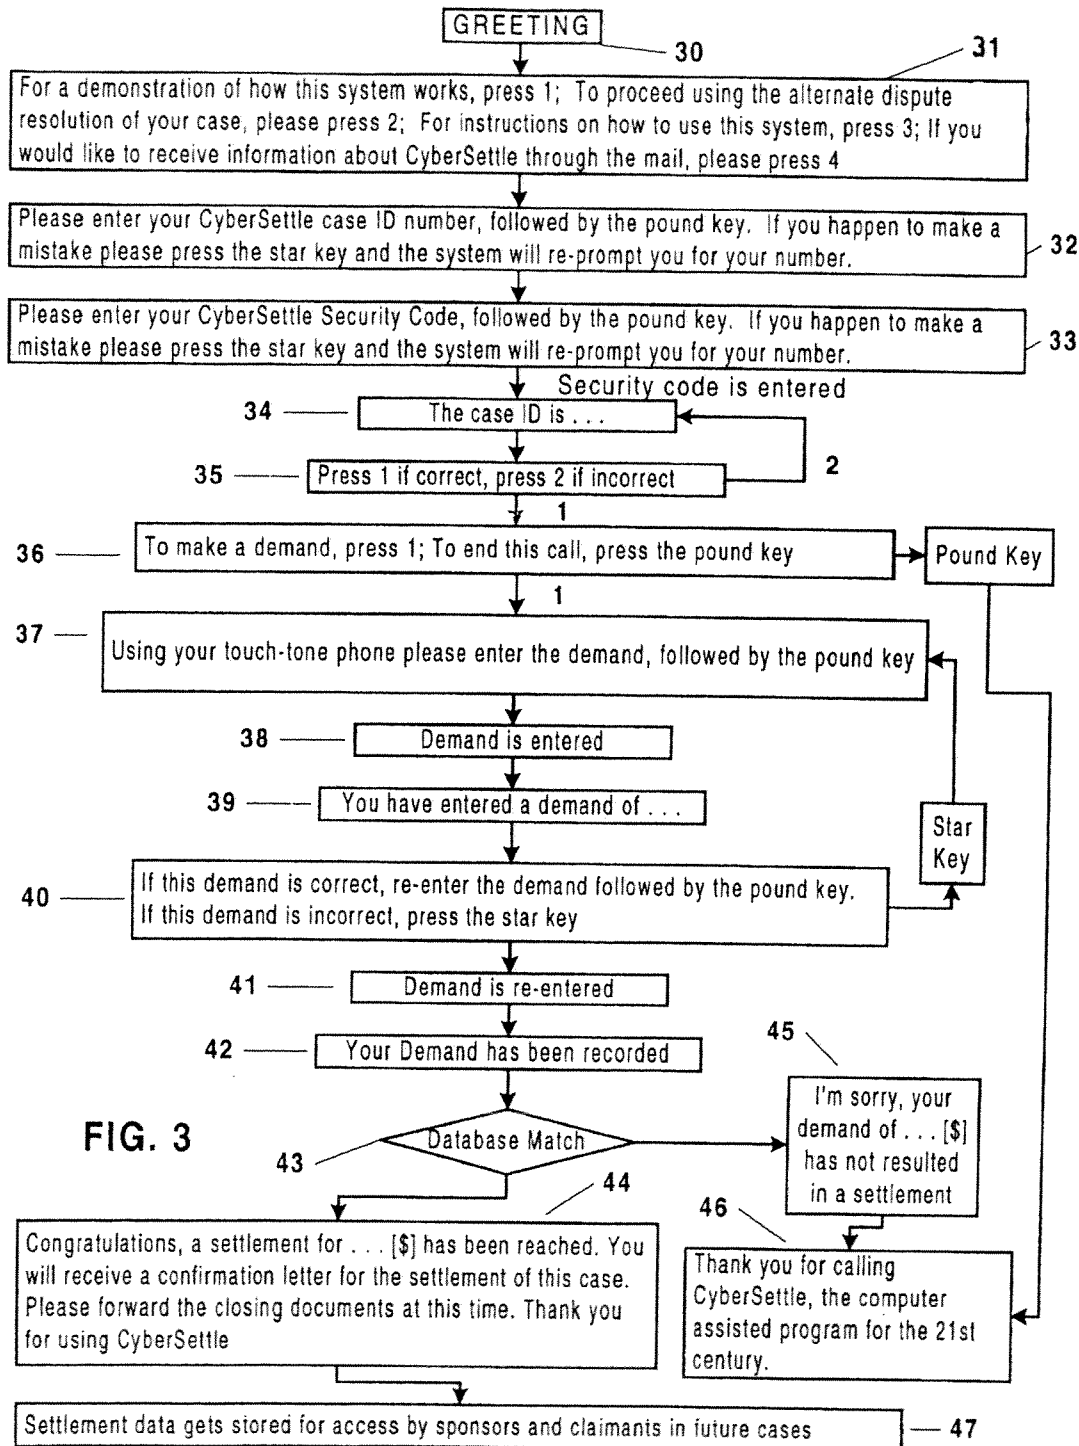 GREETING
30
31
For a demonstration of how this system works, press 1; To proceed using the alternate dispute
resolution of your case, please press 2; For instructions on how to use this system, press 3; If you
would like to receive information about CyberSettle through the mail, please press 4
Please enter your CyberSettle case ID number, followed by the pound key. If you happen to make a
mistake please press the star key and the system will re-prompt you for your number.
32
Please enter your CyberSettle Security Code, followed by the pound key. If you happen to make a
mistake please press the star key and the system will re-prompt you for your number.
33
Security code is entered
34
The case ID is . . .
35
Press 1 if correct, press 2 if incorrect
2
1
36
To make a demand, press 1; To end this call, press the pound key
Pound Key
1
37
Using your touch-tone phone please enter the demand, followed by the pound key
38
Demand is entered
39
You have entered a demand of . . .
Star
Key
40
If this demand is correct, re-enter the demand followed by the pound key.
If this demand is incorrect, press the star key
41
Demand is re-entered
42
Your Demand has been recorded
45
I'm sorry, your
demand of . . . [$]
has not resulted
in a settlement
FIG. 3
43
Database Match
44
46
Congratulations, a settlement for . . . [$] has been reached. You
will receive a confirmation letter for the settlement of this case.
Please forward the closing documents at this time. Thank you
for using CyberSettle
Thank you for calling
CyberSettle, the computer
assisted program for the 21st
century.
Settlement data gets stored for access by sponsors and claimants in future cases
47